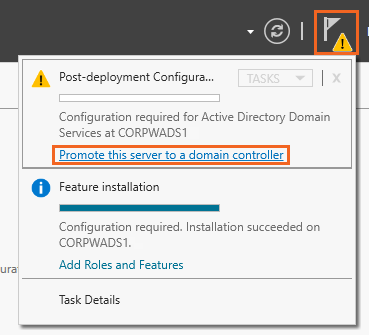 Post-deployment Configura...
TASKS
X
Configuration required for Active Directory Domain
Services at CORPWADS1
Promote this server to a domain controller
Feature installation
Configuration required. Installation succeeded on
CORPWADS1.
Add Roles and Features
Task Details